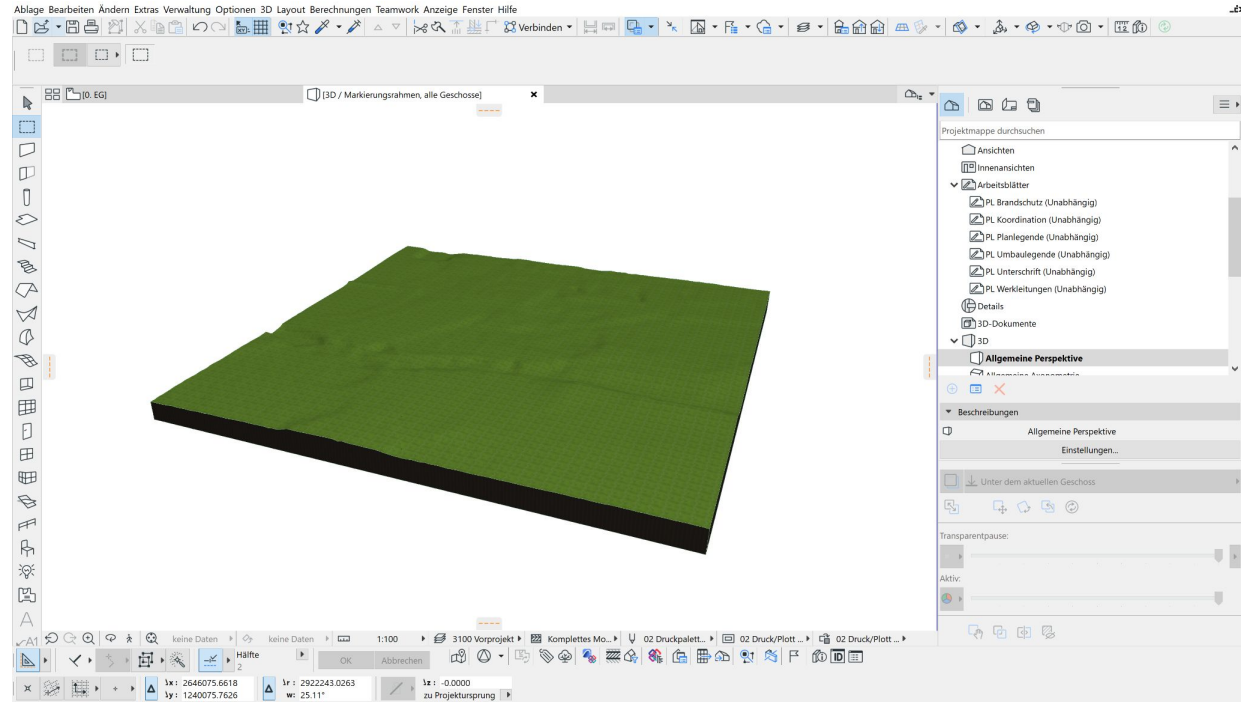 Ablage Bearbeiten Ändern Extras Verwaltung Optionen 3D Layout Berechnungen Teamwork Anzeige Fenster Hilfe
Verbinden
[0. EG]
[3D / Markierungsrahmen, alle Geschosse]
Projektmappe durchsuchen
Ansichten
Innenansichten
Arbeitsblätter
PL Brandschutz (Unabhängig)
PL Koordination (Unabhängig)
PL Planlegende (Unabhängig)
PL Umbaulegende (Unabhängig)
PL Unterschrift (Unabhängig)
PL Werkleitungen (Unabhängig)
Details
3D-Dokumente
3D
Allgemeine Perspektive
Allgemeine Axonometrie
Beschreibungen
Allgemeine Perspektive
Einstellungen...
Unter dem aktuellen Geschoss
Transparentpause:
Aktiv:
keine Daten keine Daten 1:100 3100 Vorprojekt Komplettes Mo... 02 Druckpalett... 02 Druck/Plott ... 02 Druck/Plott ...
Hälfte
2
OK Abbrechen
x: 2646075.6618 r: 2922243.0263 z: -0.0000
y: 1240075.7626 w: 25.11° zu Projektursprung